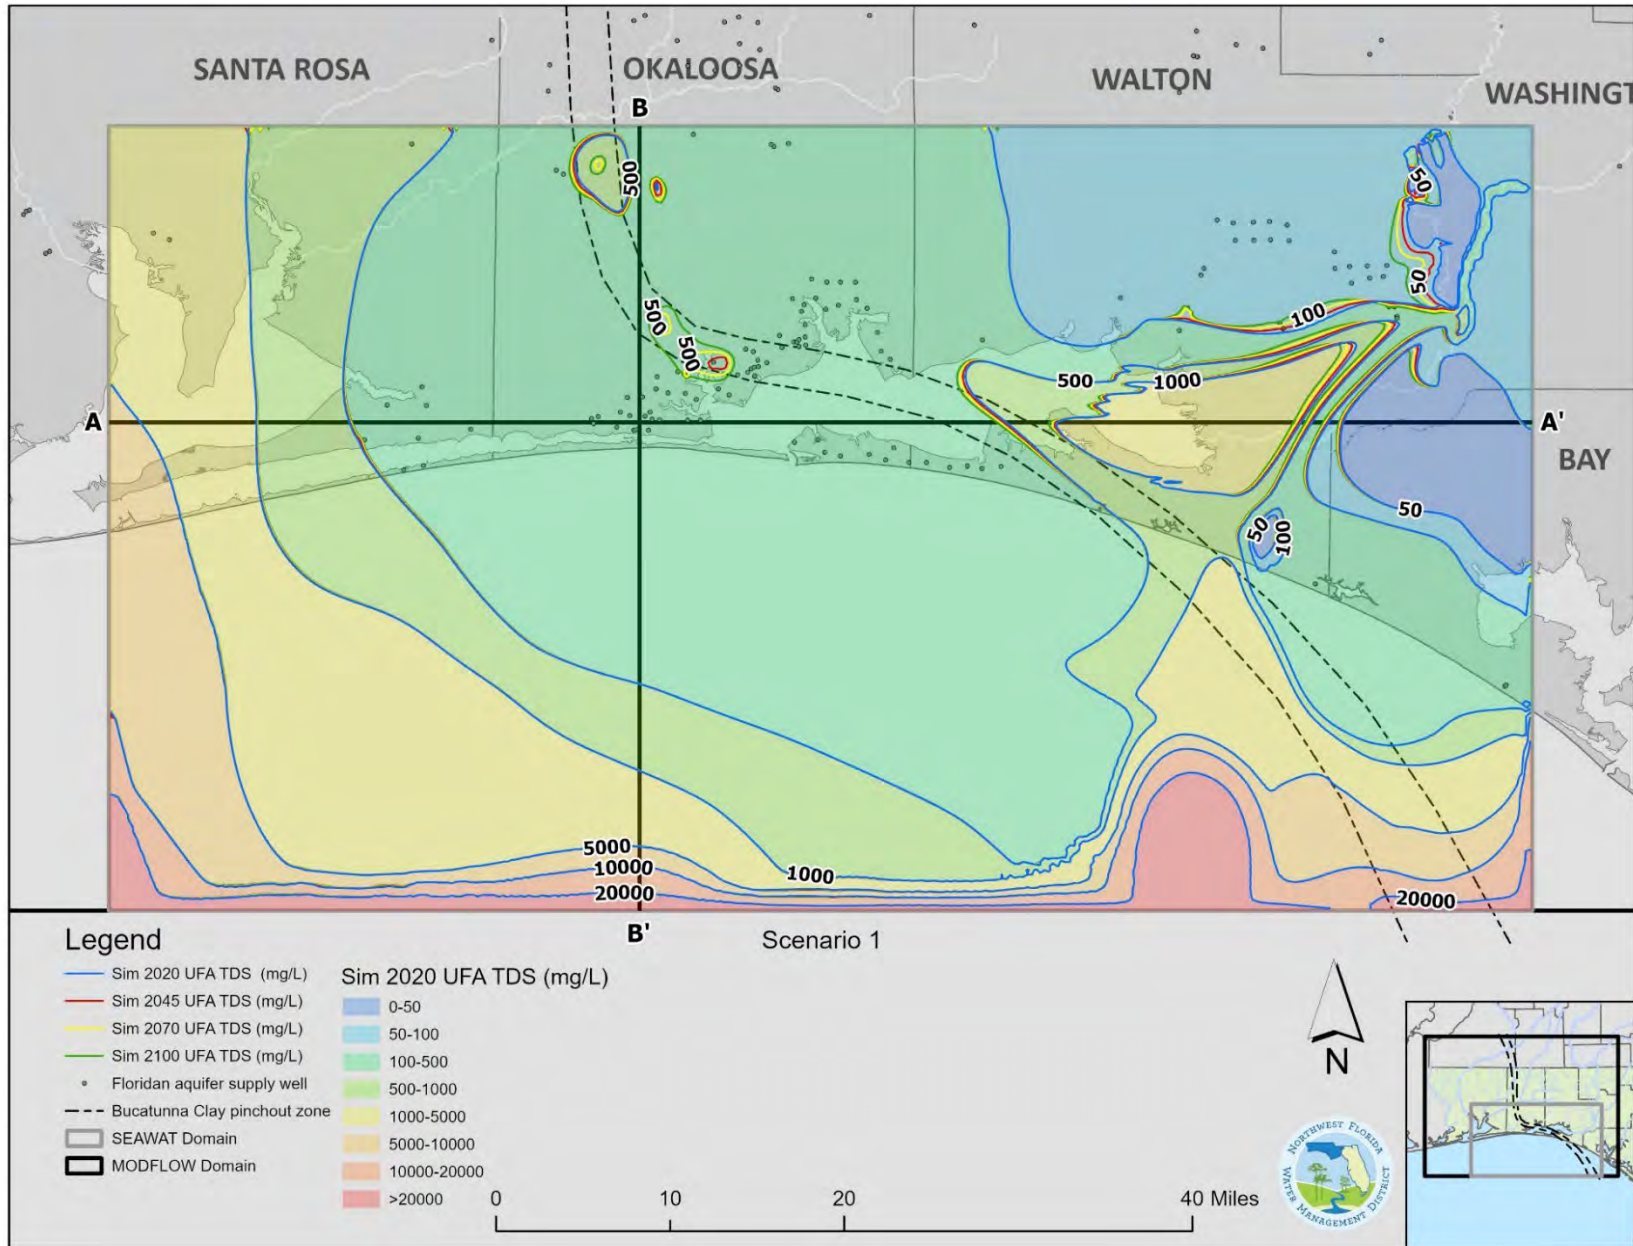 SANTA ROSA
OKALOOSA
WALTON
WASHINGT
B
500
50
50
100
500
500
500
1000
A
A'
BAY
50
50
100
5000
10000
20000
1000
20000
B'
Scenario 1
Legend
Sim 2020 UFA TDS (mg/L)
Sim 2045 UFA TDS (mg/L)
Sim 2070 UFA TDS (mg/L)
Sim 2100 UFA TDS (mg/L)
Floridan aquifer supply well
Bucatunna Clay pinchout zone
SEAWAT Domain
MODFLOW Domain
Sim 2020 UFA TDS (mg/L)
0-50
50-100
100-500
500-1000
1000-5000
5000-10000
10000-20000
>20000
0 10 20 40 Miles
N
NORTHWEST FLORIDA
WATER MANAGEMENT DISTRICT